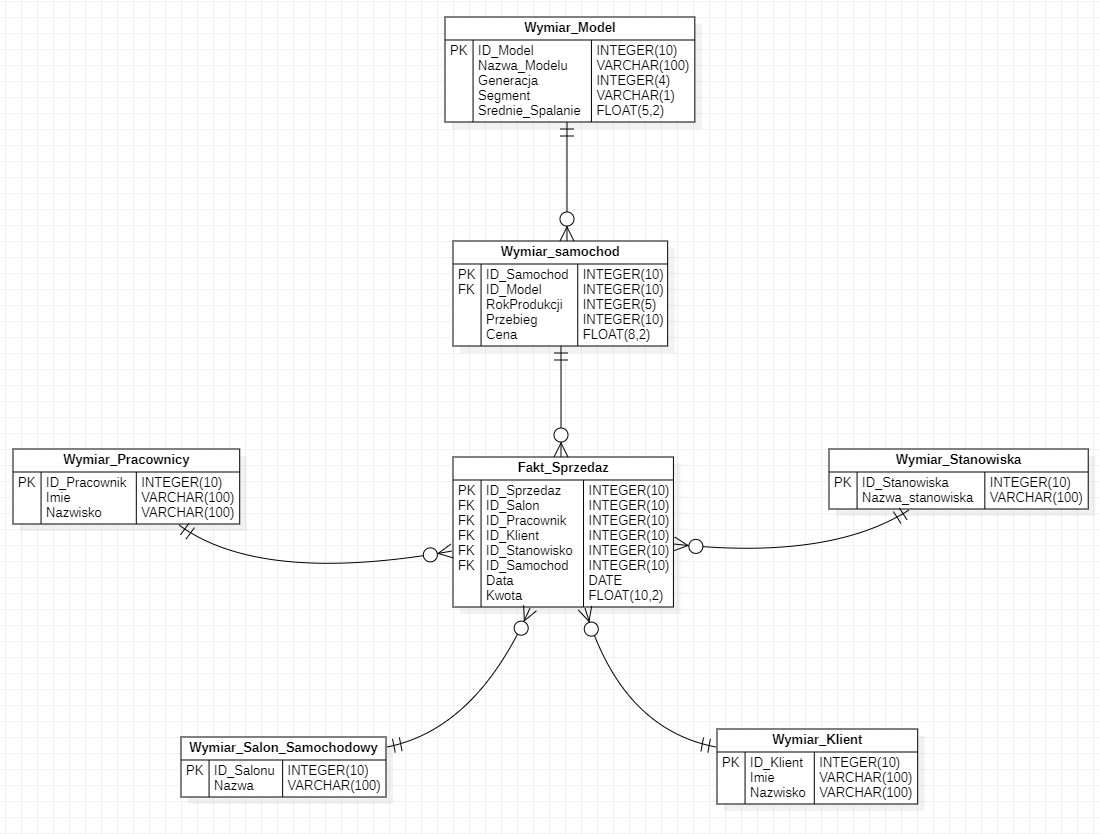 Wymiar_Model
PK ID_Model INTEGER(10)
Nazwa_Modelu VARCHAR(100)
Generacja INTEGER(4)
Segment VARCHAR(1)
Srednie_Spalanie FLOAT(5,2)
Wymiar_samochod
PK ID_Samochod INTEGER(10)
FK ID_Model INTEGER(10)
RokProdukcji INTEGER(5)
Przebieg INTEGER(10)
Cena FLOAT(8,2)
Wymiar_Pracownicy
PK ID_Pracownik INTEGER(10)
Imie VARCHAR(100)
Nazwisko VARCHAR(100)
Fakt_Sprzedaz
PK ID_Sprzedaz INTEGER(10)
FK ID_Salon INTEGER(10)
FK ID_Pracownik INTEGER(10)
FK ID_Klient INTEGER(10)
FK ID_Stanowisko INTEGER(10)
FK ID_Samochod INTEGER(10)
Data DATE
Kwota FLOAT(10,2)
Wymiar_Stanowiska
PK ID_Stanowiska INTEGER(10)
Nazwa_stanowiska VARCHAR(100)
Wymiar_Salon_Samochodowy
PK ID_Salonu INTEGER(10)
Nazwa VARCHAR(100)
Wymiar_Klient
PK ID_Klient INTEGER(10)
Imie VARCHAR(100)
Nazwisko VARCHAR(100)